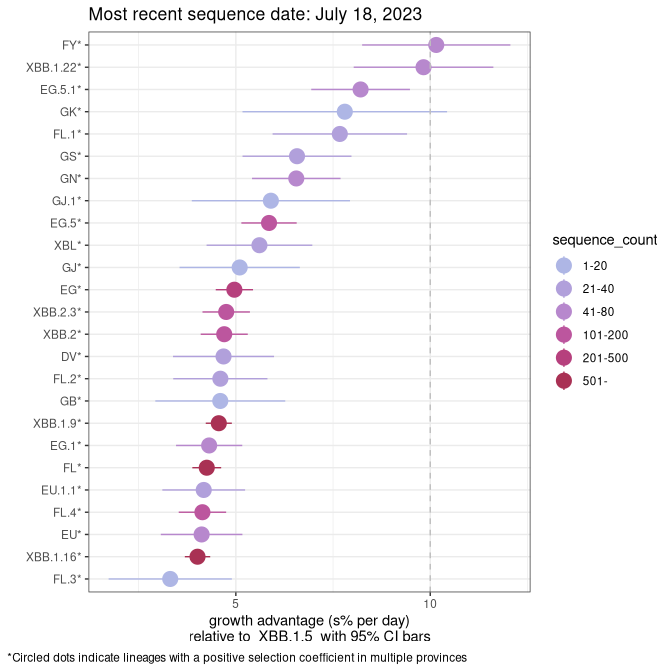 Most recent sequence date: July 18, 2023
FY*
XBB.1.22*
EG.5.1*
GK*
FL.1*
GS*
GN*
GJ.1*
EG.5*
XBL*
GJ*
EG*
XBB.2.3*
XBB.2*
DV*
FL.2*
GB*
XBB.1.9*
EG.1*
FL*
EU.1.1*
FL.4*
EU*
XBB.1.16*
FL.3*
5 10
growth advantage (s% per day)
relative to XBB.1.5 with 95% CI bars
sequence_count
1-20
21-40
41-80
101-200
201-500
501-
*Circled dots indicate lineages with a positive selection coefficient in multiple provinces